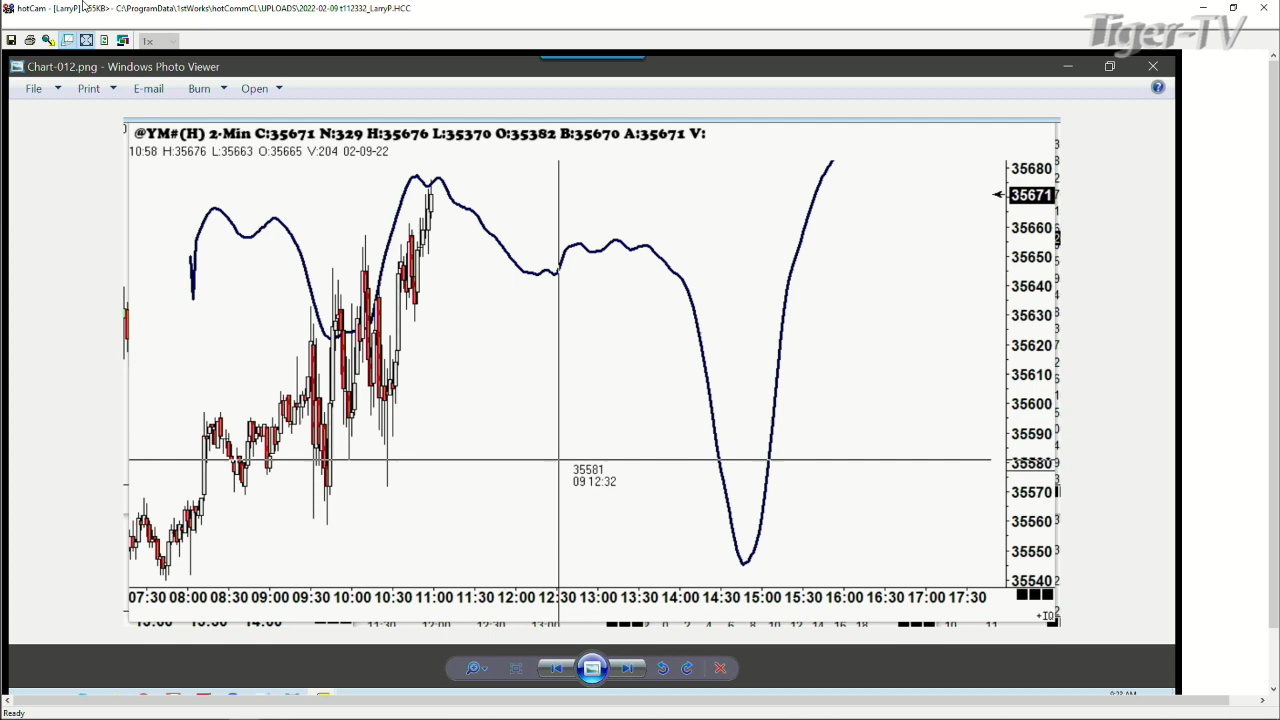 hotCam - [LarryP]-55KB>- C:\ProgramData\1stWorks\hotCommCL\UPLOADS\2022-02-09 t112332_LarryP.HCC
Tiger-TV
1x
Chart-012.png - Windows Photo Viewer
File Print E-mail Burn Open
@YM#(H) 2-Min C:35671 N:329 H:35676 L:35370 O:35382 B:35670 A:35671 V:
10:58 H:35676 L:35663 O:35665 V:204 02-09-22
35680
35671
35660
35650
35640
35630
35620
35610
35600
35590
35580
35570
35560
35550
35540
35581
09 12:32
07:30 08:00 08:30 09:00 09:30 10:00 10:30 11:00 11:30 12:00 12:30 13:00 13:30 14:00 14:30 15:00 15:30 16:00 16:30 17:00 17:30
Ready